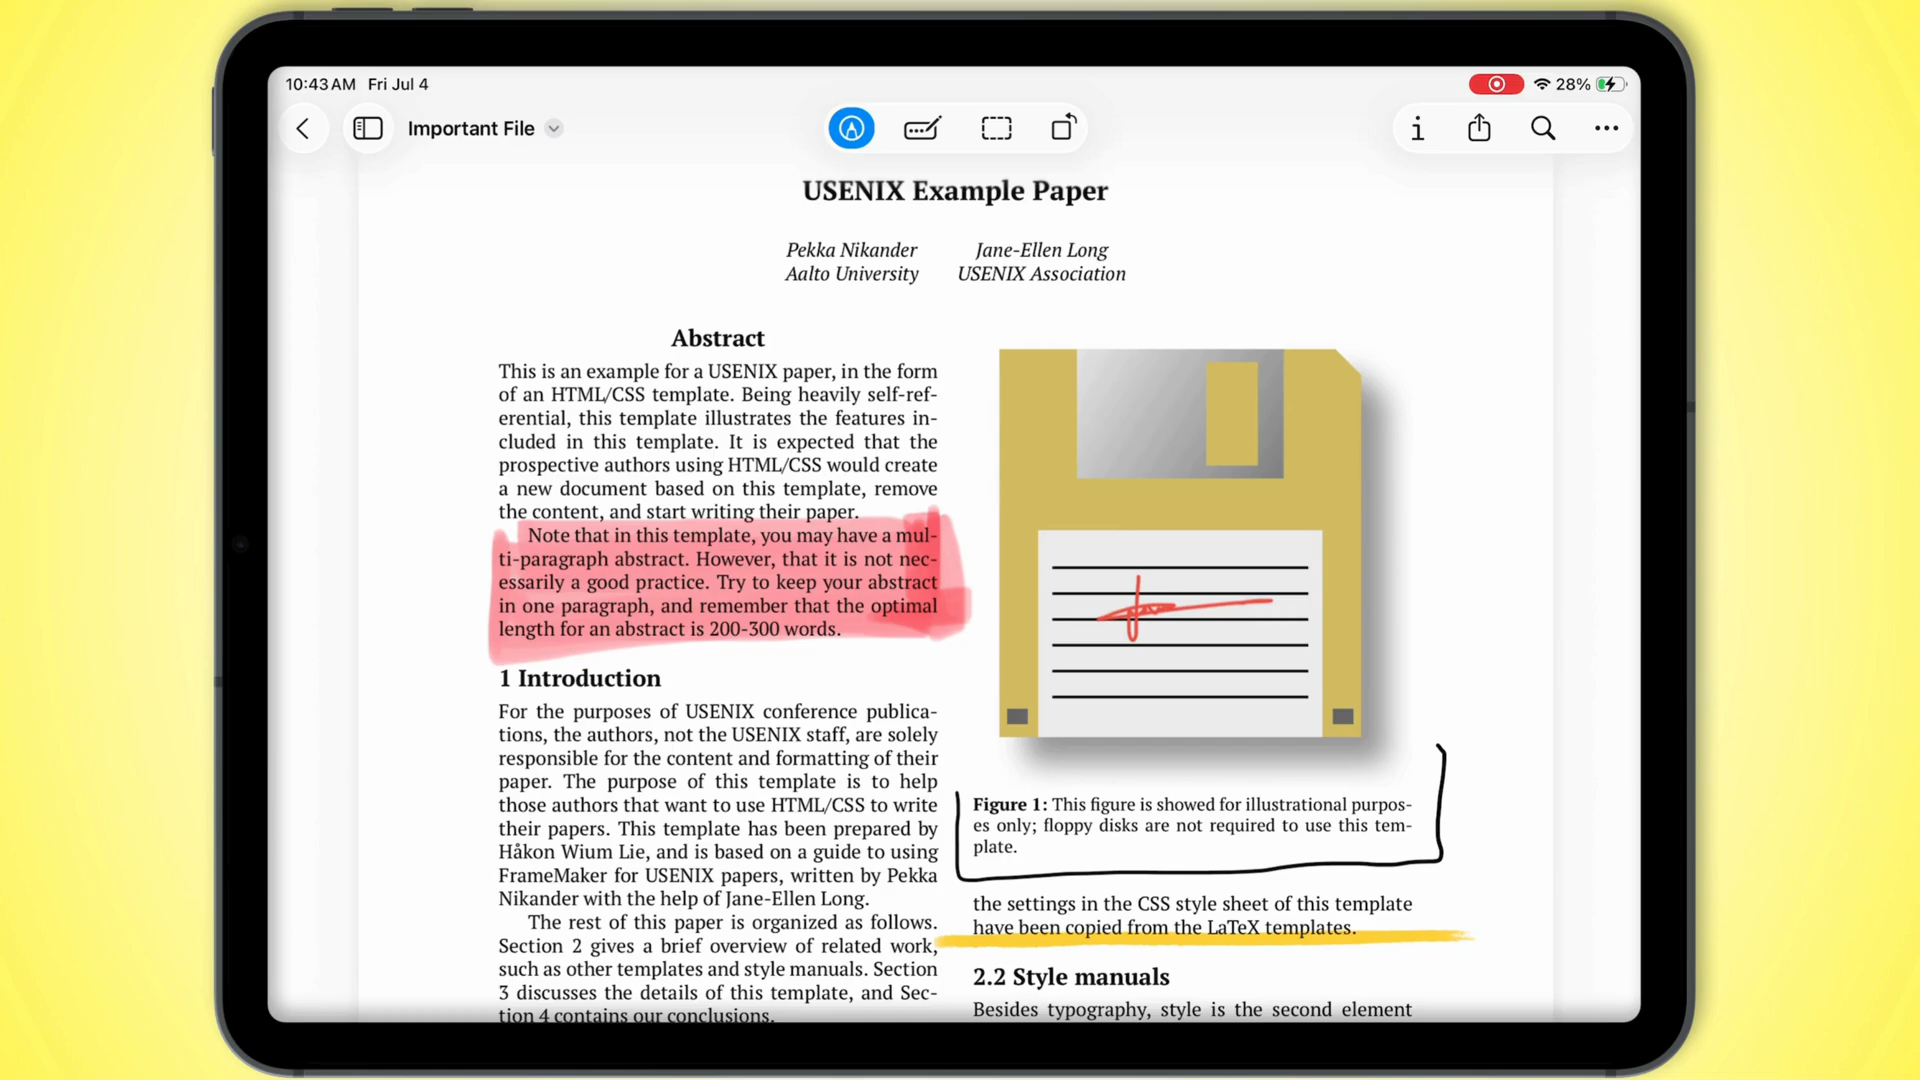 10:43 AM Fri Jul 4
28%
Important File
USENIX Example Paper
Pekka Nikander
Aalto University
Jane-Ellen Long
USENIX Association
Abstract
This is an example for a USENIX paper, in the form
of an HTML/CSS template. Being heavily self-ref-
erential, this template illustrates the features in-
cluded in this template. It is expected that the
prospective authors using HTML/CSS would create
a new document based on this template, remove
the content, and start writing their paper.
Note that in this template, you may have a mul-
ti-paragraph abstract. However, that it is not nec-
essarily a good practice. Try to keep your abstract
in one paragraph, and remember that the optimal
length for an abstract is 200-300 words.
1 Introduction
For the purposes of USENIX conference publica-
tions, the authors, not the USENIX staff, are solely
responsible for the content and formatting of their
paper. The purpose of this template is to help
those authors that want to use HTML/CSS to write
their papers. This template has been prepared by
Håkon Wium Lie, and is based on a guide to using
FrameMaker for USENIX papers, written by Pekka
Nikander with the help of Jane-Ellen Long.
The rest of this paper is organized as follows.
Section 2 gives a brief overview of related work,
such as other templates and style manuals. Section
3 discusses the details of this template, and Sec-
tion 4 contains our conclusions.
Figure 1: This figure is showed for illustrational purpos-
es only; floppy disks are not required to use this tem-
plate.
the settings in the CSS style sheet of this template
have been copied from the LaTeX templates.
2.2 Style manuals
Besides typography, style is the second element